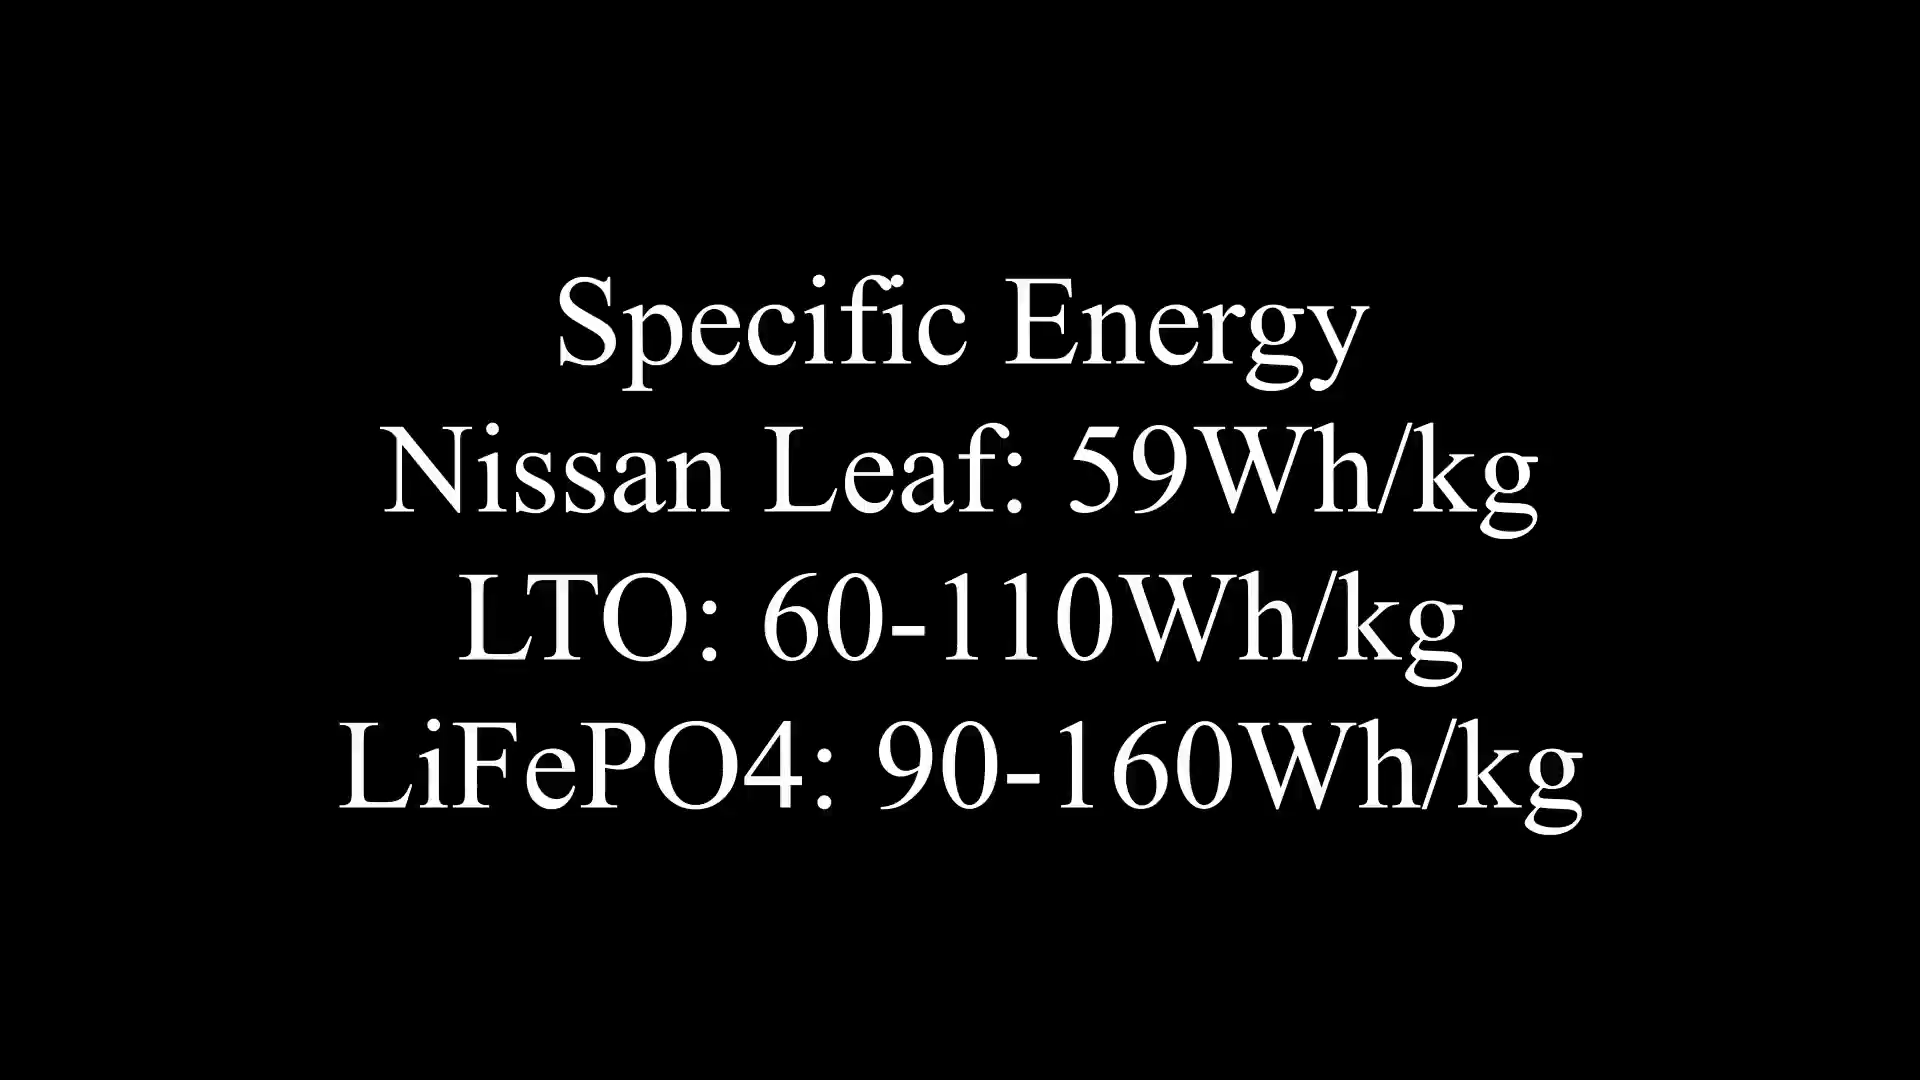 Specific Energy
Nissan Leaf: 59Wh/kg
LTO: 60-110Wh/kg
LiFePO4: 90-160Wh/kg